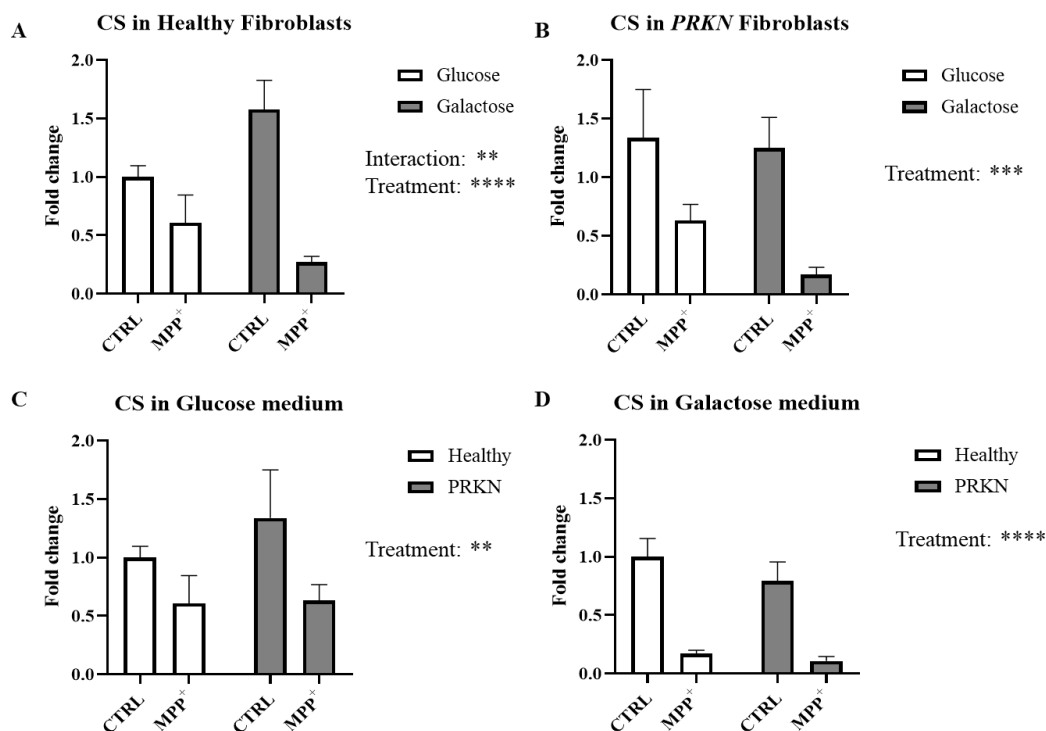 A
CS in Healthy Fibroblasts
Fold change
2.0
1.5
1.0
0.5
0.0
CTRL
MPP⁺
CTRL
MPP⁺
Glucose
Galactose
Interaction: **
Treatment: ****
B
CS in PRKN Fibroblasts
Fold change
2.0
1.5
1.0
0.5
0.0
CTRL
MPP⁺
CTRL
MPP⁺
Glucose
Galactose
Treatment: ***
C
CS in Glucose medium
Fold change
2.0
1.5
1.0
0.5
0.0
CTRL
MPP⁺
CTRL
MPP⁺
Healthy
PRKN
Treatment: **
D
CS in Galactose medium
Fold change
2.0
1.5
1.0
0.5
0.0
CTRL
MPP⁺
CTRL
MPP⁺
Healthy
PRKN
Treatment: ****